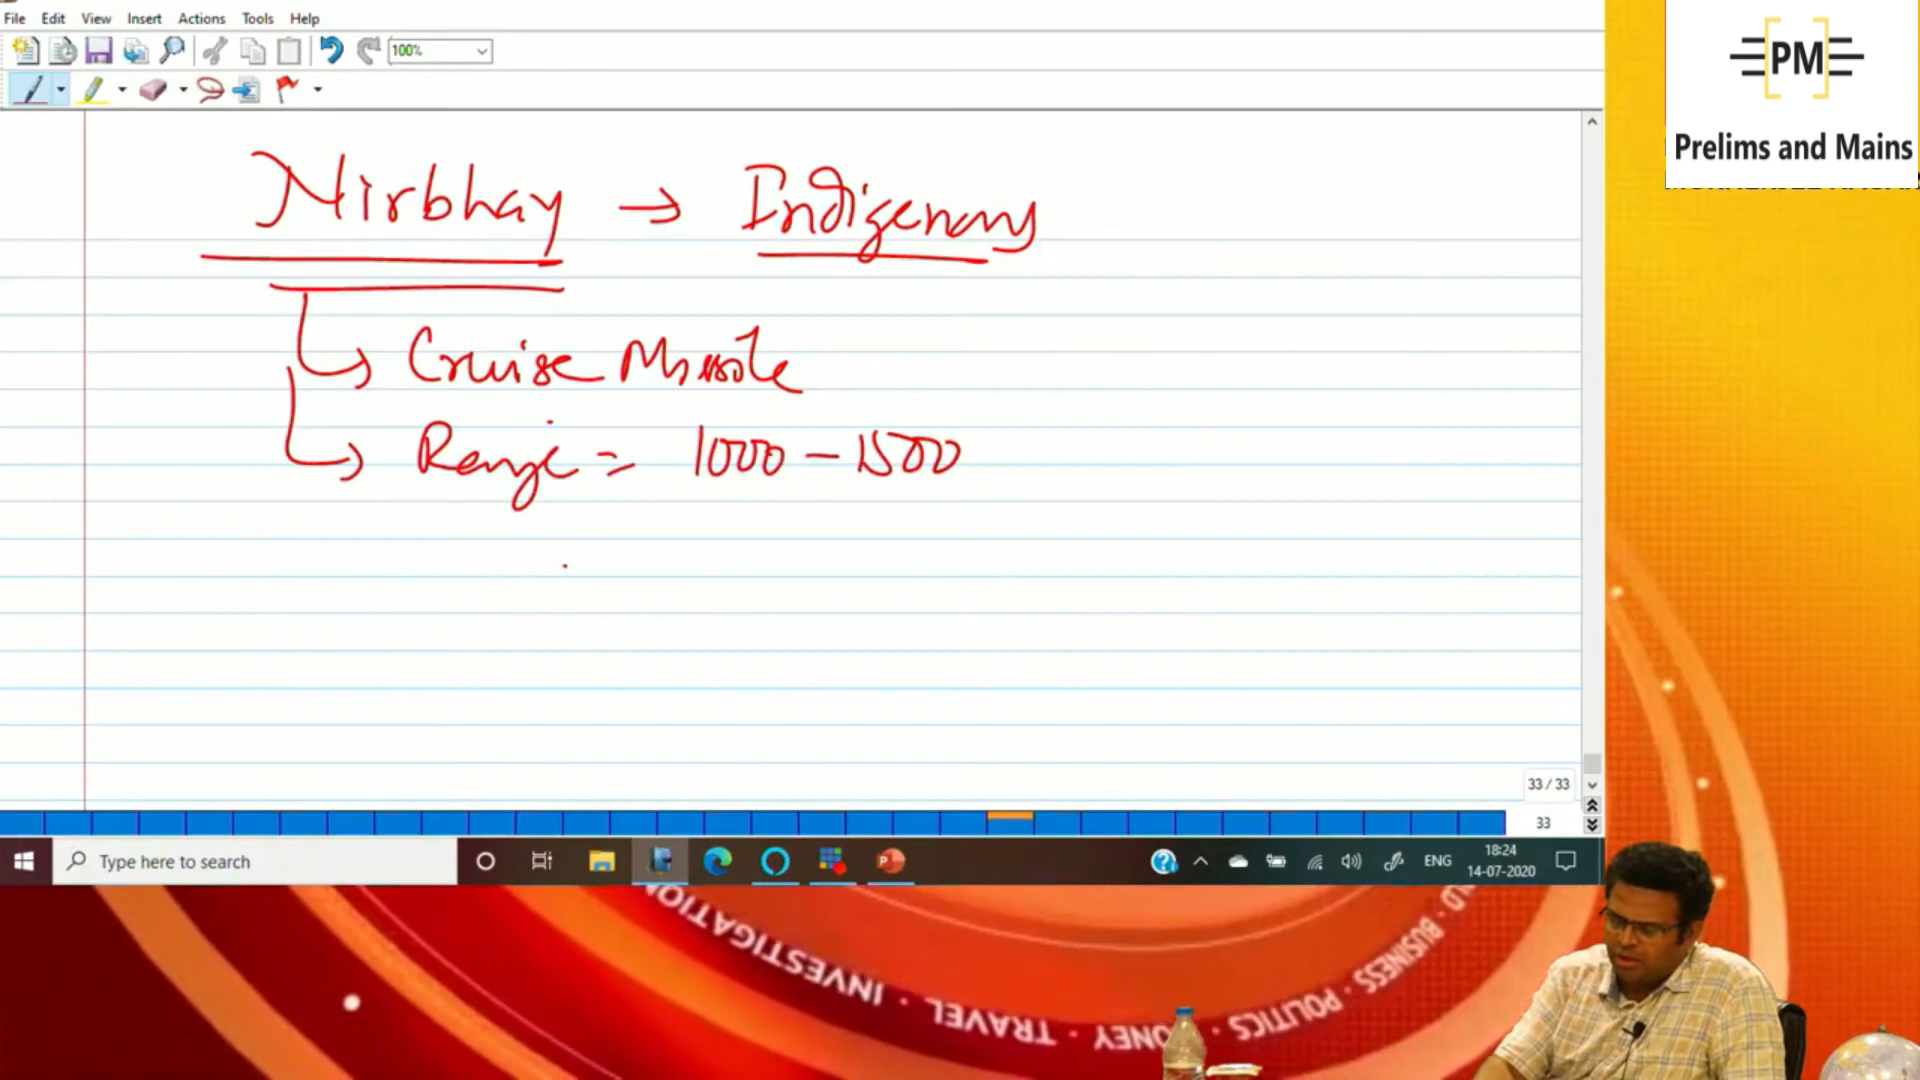 File Edit View Insert Actions Tools Help
100%
PM
Prelims and Mains
Nirbhay → Indigenous
Cruise Missile
Range = 1000 - 1500
33 / 33
33
Type here to search
ENG
18:24
14-07-2020
INVESTIGATION · TRAVEL · MONEY · POLITICS · BUSINESS ·